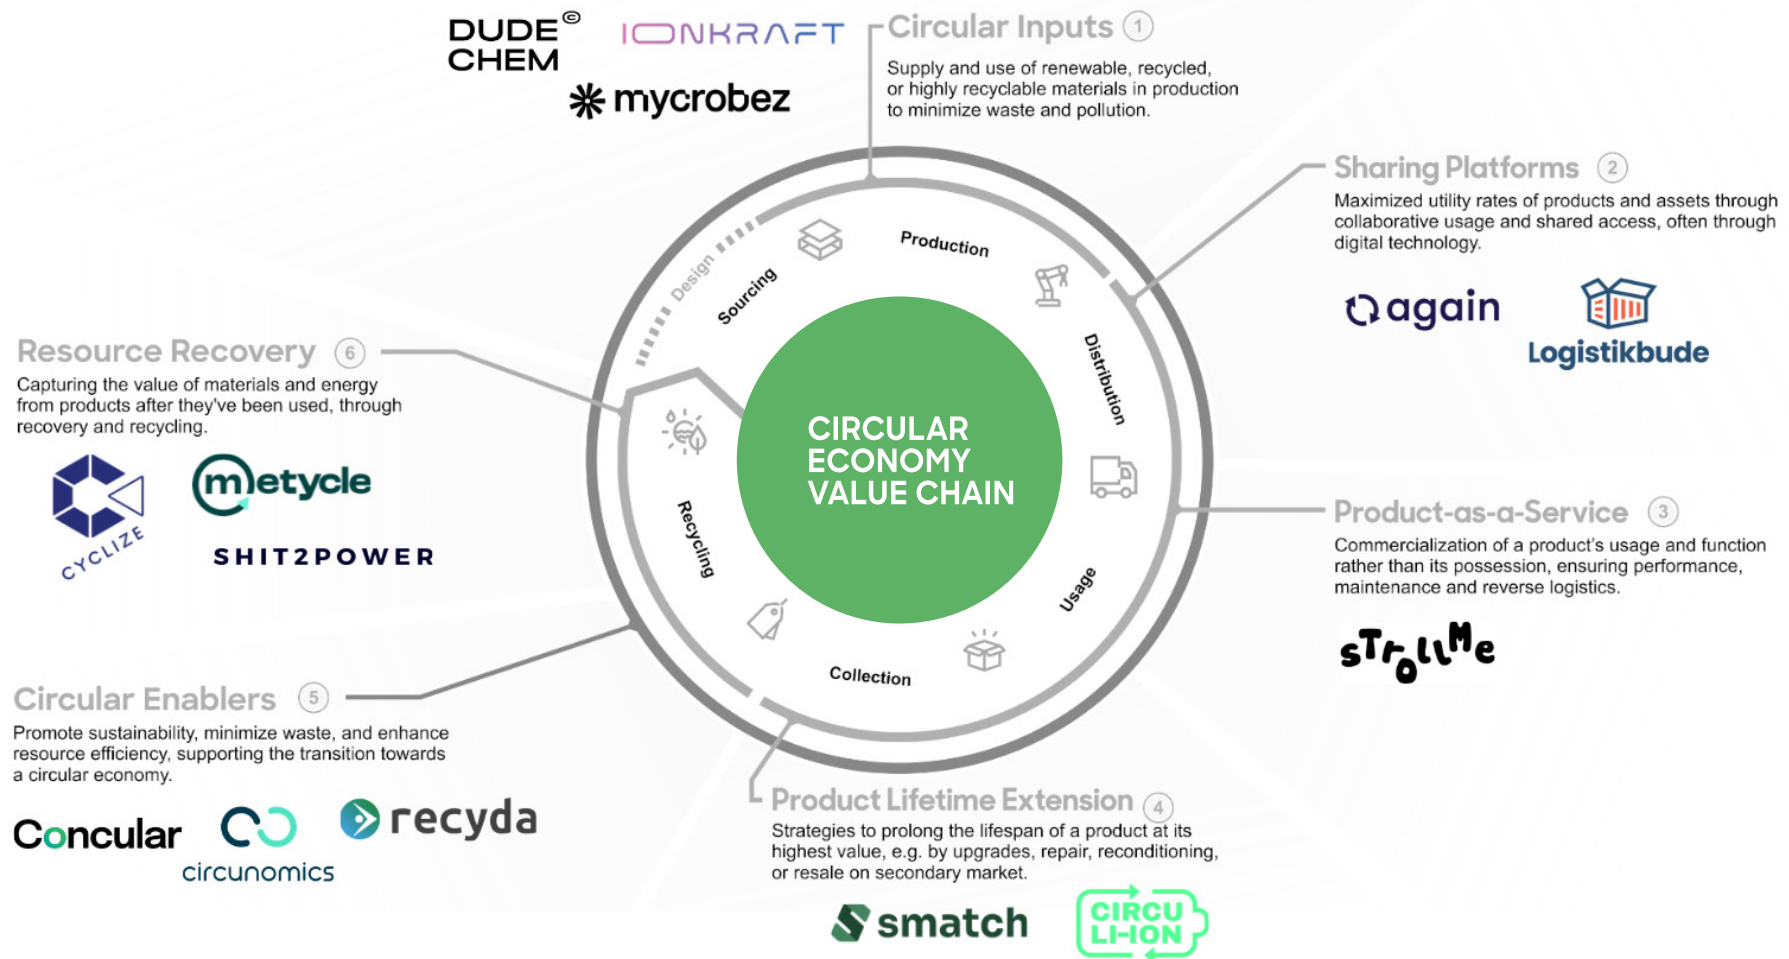 DUDE©
CHEM
IONKRAFT
mycrobez
Circular Inputs 1
Supply and use of renewable, recycled,
or highly recyclable materials in production
to minimize waste and pollution.
Sharing Platforms 2
Maximized utility rates of products and assets through
collaborative usage and shared access, often through
digital technology.
again
Logistikbude
Product-as-a-Service 3
Commercialization of a product’s usage and function
rather than its possession, ensuring performance,
maintenance and reverse logistics.
sTrollMe
Product Lifetime Extension 4
Strategies to prolong the lifespan of a product at its
highest value, e.g. by upgrades, repair, reconditioning,
or resale on secondary market.
smatch
CIRCU
LI-ION
Circular Enablers 5
Promote sustainability, minimize waste, and enhance
resource efficiency, supporting the transition towards
a circular economy.
Concular
circunomics
recyda
Resource Recovery 6
Capturing the value of materials and energy
from products after they've been used, through
recovery and recycling.
CYCLIZE
metycle
SHIT2POWER
Design
Sourcing
Production
Distribution
Usage
Collection
Recycling
CIRCULAR
ECONOMY
VALUE CHAIN